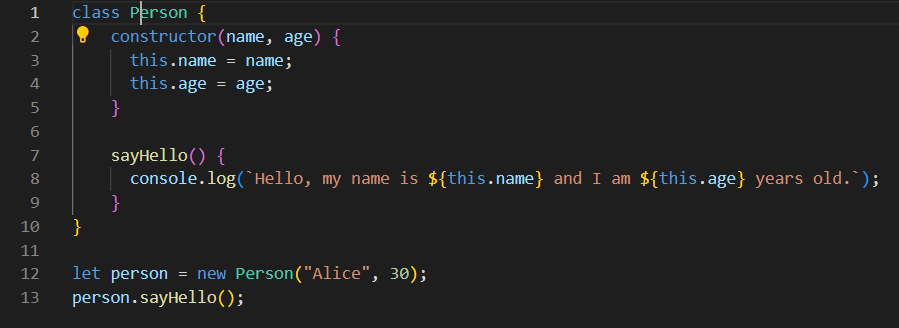 1 class Person {
2     constructor(name, age) {
3       this.name = name;
4       this.age = age;
5     }
6
7     sayHello() {
8       console.log(`Hello, my name is ${this.name} and I am ${this.age} years old.`);
9     }
10 }
11
12 let person = new Person("Alice", 30);
13 person.sayHello();